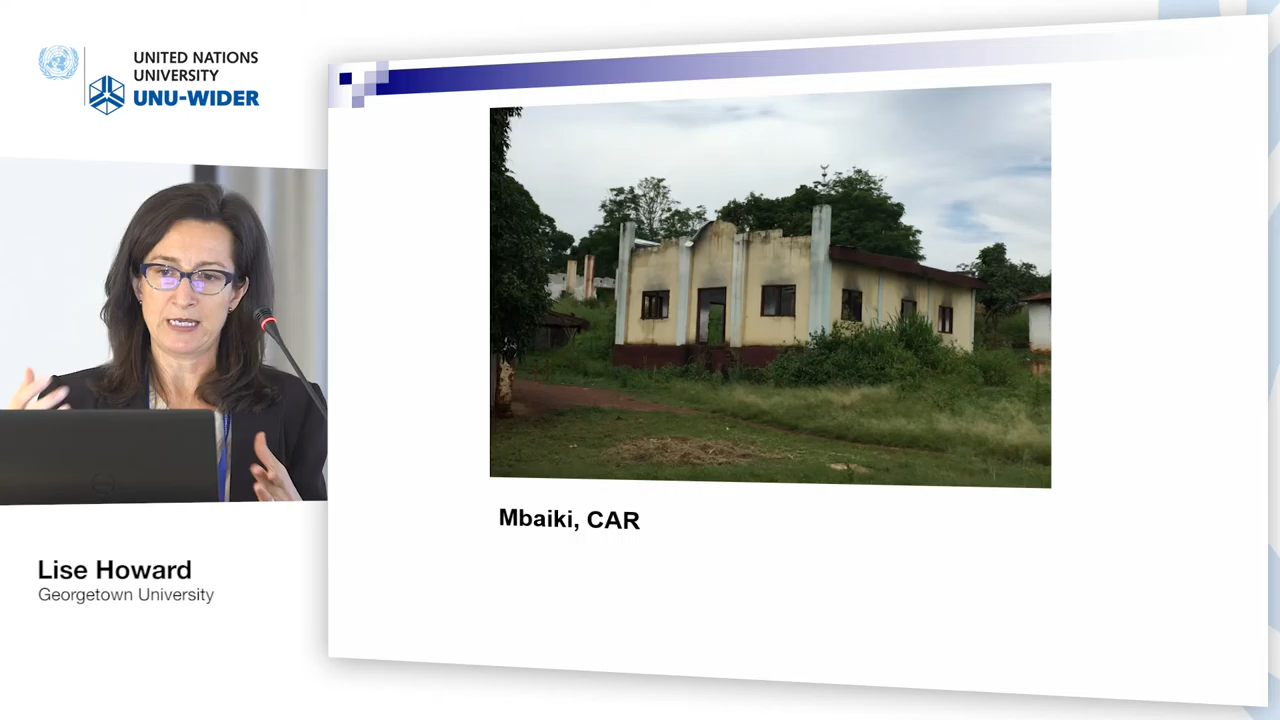 UNITED NATIONS
UNIVERSITY
UNU-WIDER
Mbaiki, CAR
Lise Howard
Georgetown University